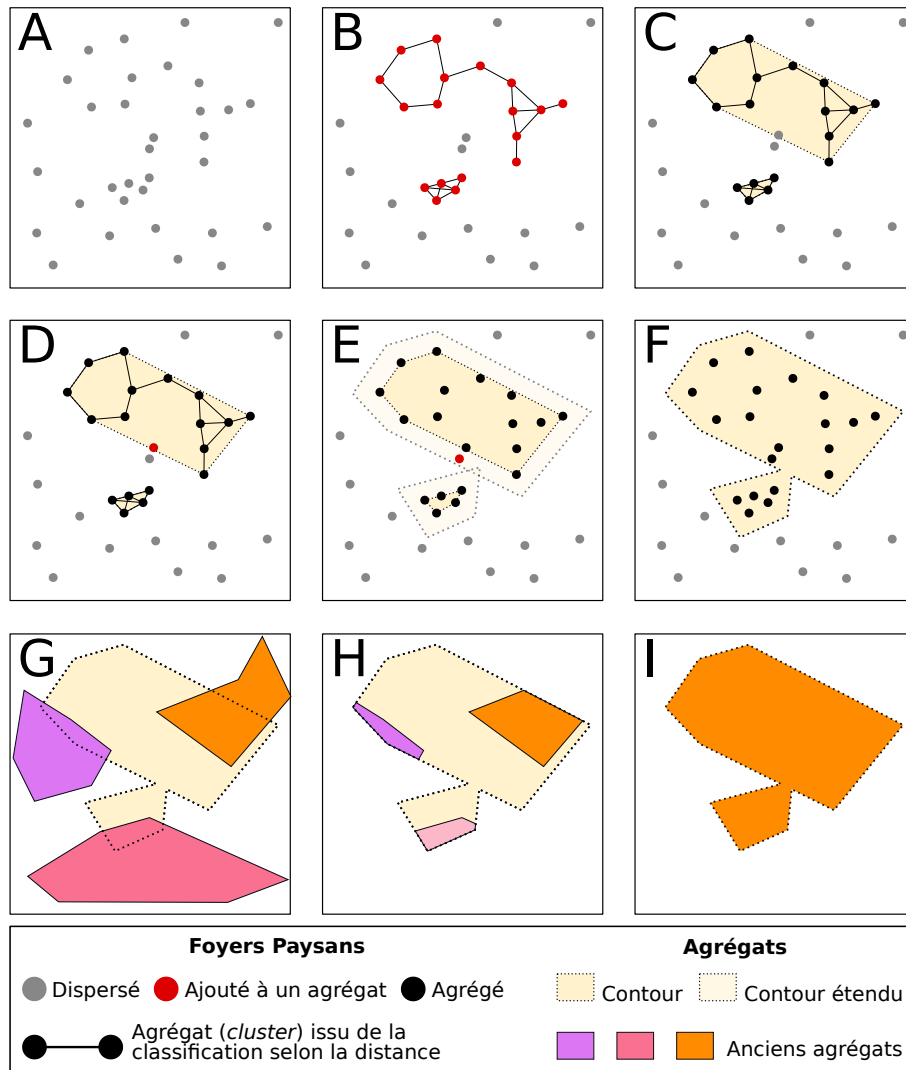 A
B
C
D
E
F
G
H
I
Foyers Paysans
Dispersé
Ajouté à un agrégat
Agrégé
Agrégat (cluster) issu de la
classification selon la distance
Agrégats
Contour
Contour étendu
Anciens agrégats